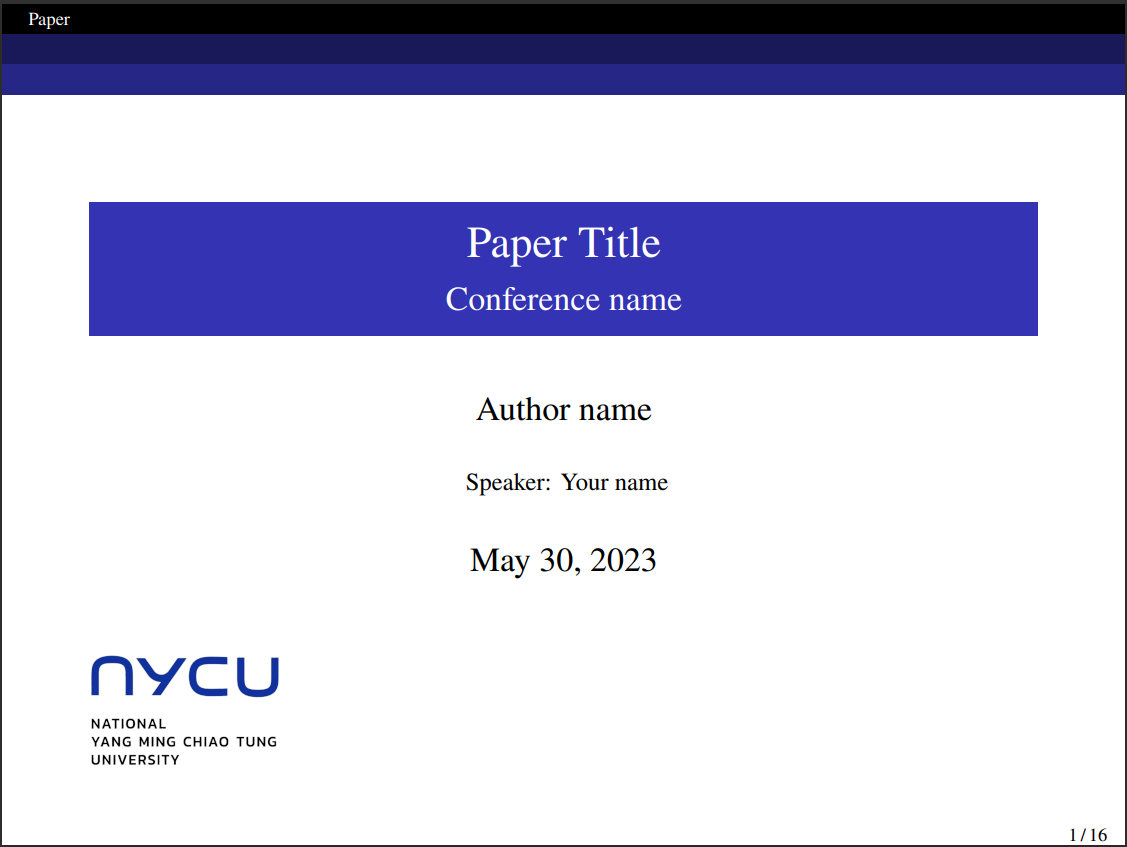 Paper
Paper Title
Conference name
Author name
Speaker: Your name
May 30, 2023
NYCU
NATIONAL
YANG MING CHIAO TUNG
UNIVERSITY
1 / 16